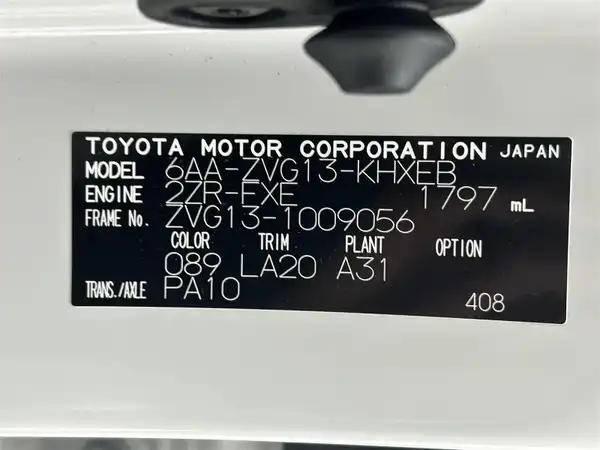 TOYOTA MOTOR CORPORATION JAPAN
MODEL 6AA-ZVG13-KHXEB
ENGINE 2ZR-FXE 1797 mL
FRAME No. ZVG13-1009056
COLOR TRIM PLANT OPTION
089 LA20 A31
TRANS./AXLE PA10
408